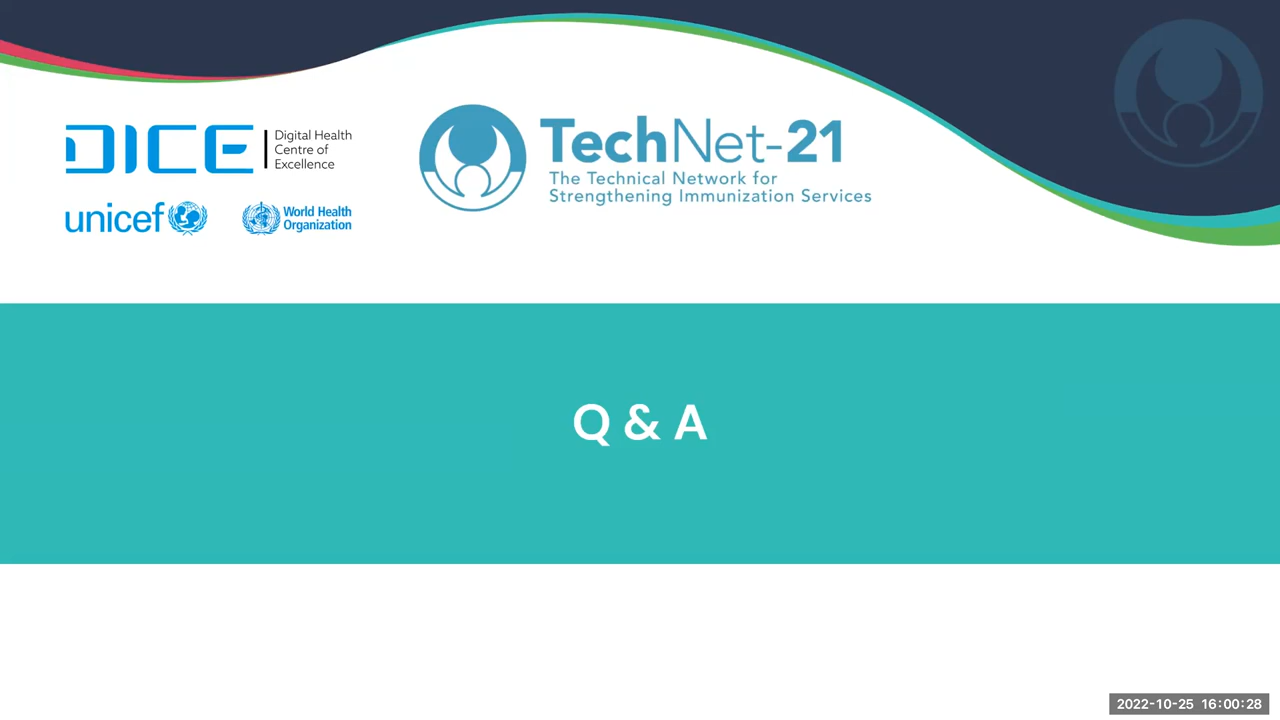 DICE
Digital Health
Centre of
Excellence
unicef
World Health
Organization
TechNet-21
The Technical Network for
Strengthening Immunization Services
Q & A
2022-10-25 16:00:28